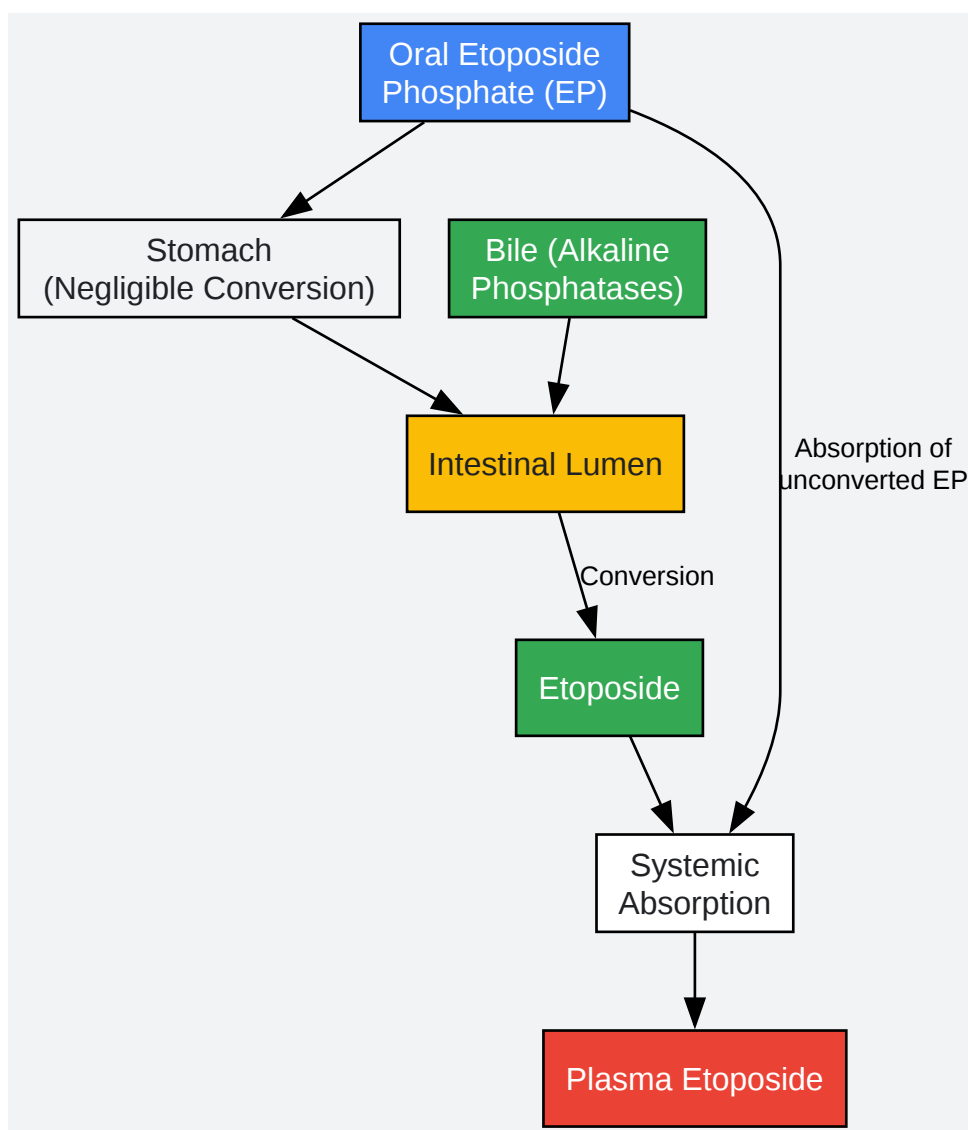 Oral Etoposide
Phosphate (EP)
Stomach
(Negligible Conversion)
Bile (Alkaline
Phosphatases)
Intestinal Lumen
Absorption of
unconverted EP
Conversion
Etoposide
Systemic
Absorption
Plasma Etoposide